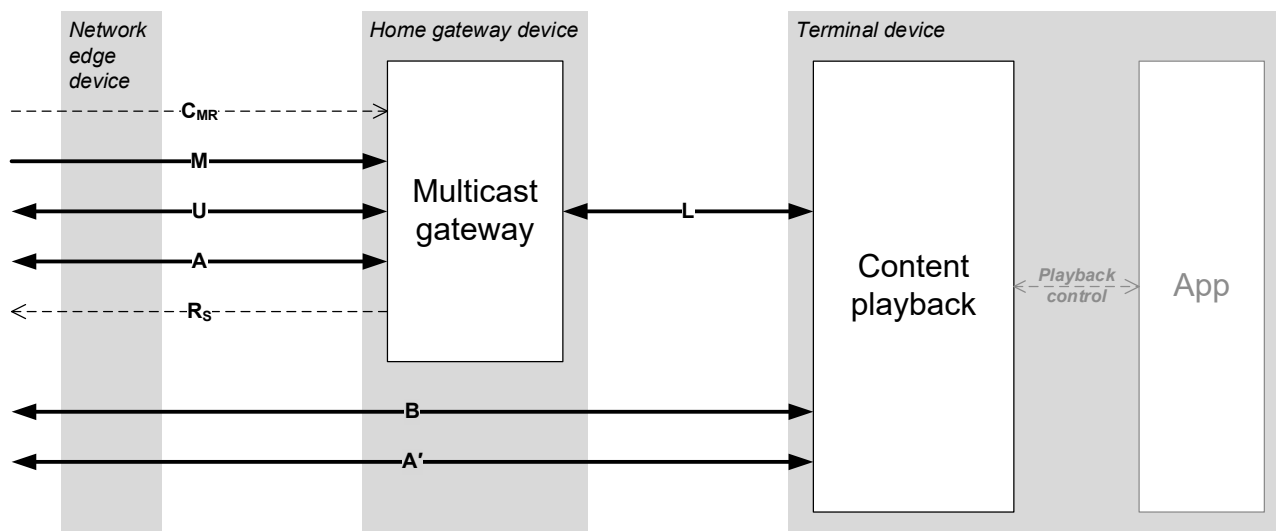 Network
edge
device
Home gateway device
Terminal device
CMR
M
U
A
RS
Multicast
gateway
L
Content
playback
Playback
control
App
B
A′